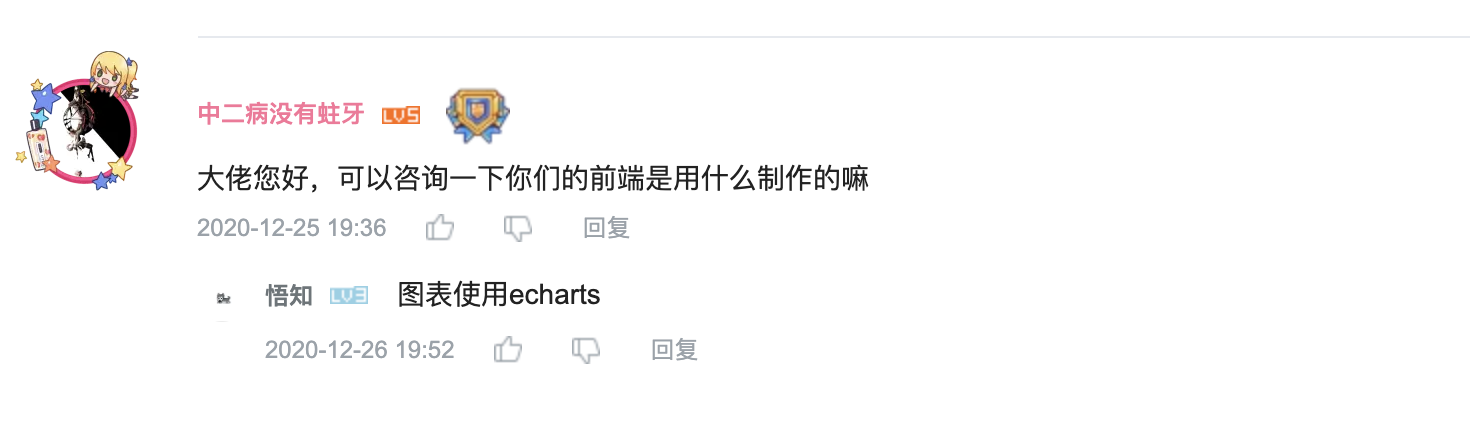 中二病没有蛀牙 LV5
大佬您好，可以咨询一下你们的前端是用什么制作的嘛
2020-12-25 19:36 回复
悟知 LV3 图表使用echarts
2020-12-26 19:52 回复